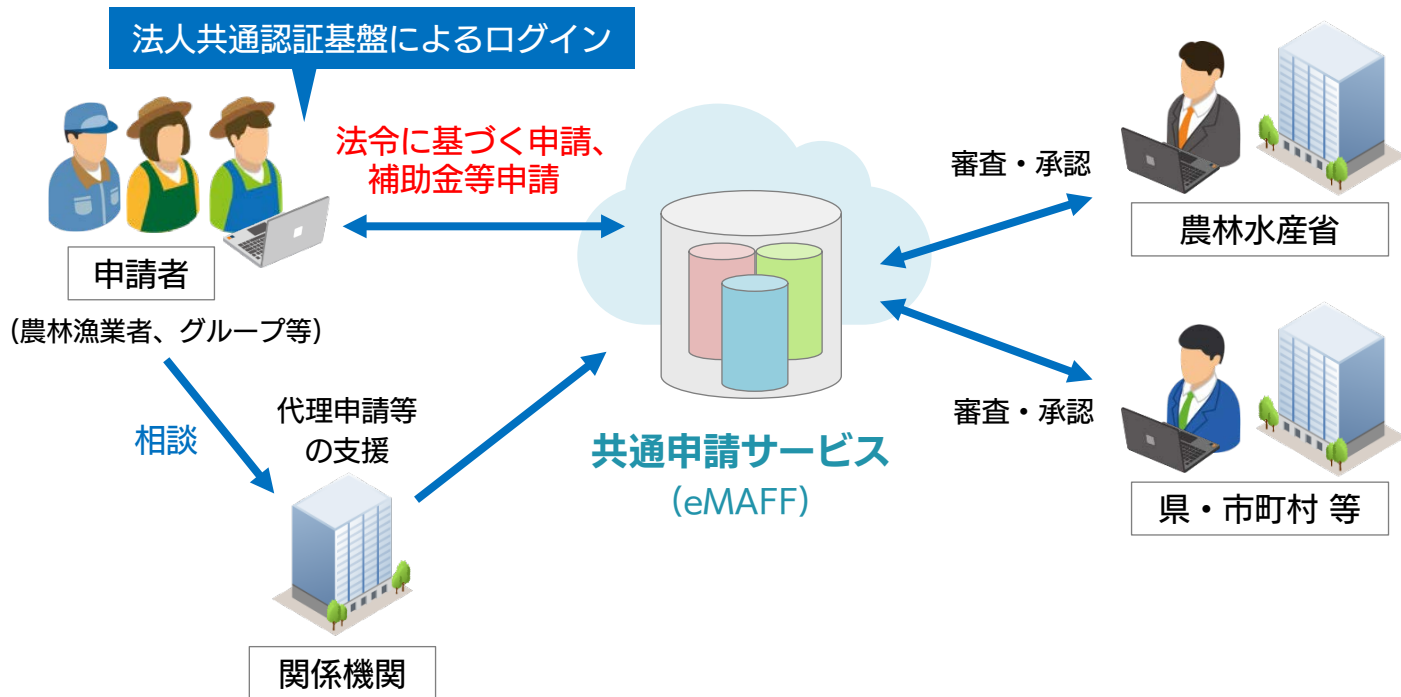 法人共通認証基盤によるログイン
法令に基づく申請、
補助金等申請
申請者
(農林漁業者、グループ等)
相談
代理申請等
の支援
関係機関
共通申請サービス
(eMAFF)
審査・承認
農林水産省
審査・承認
県・市町村 等